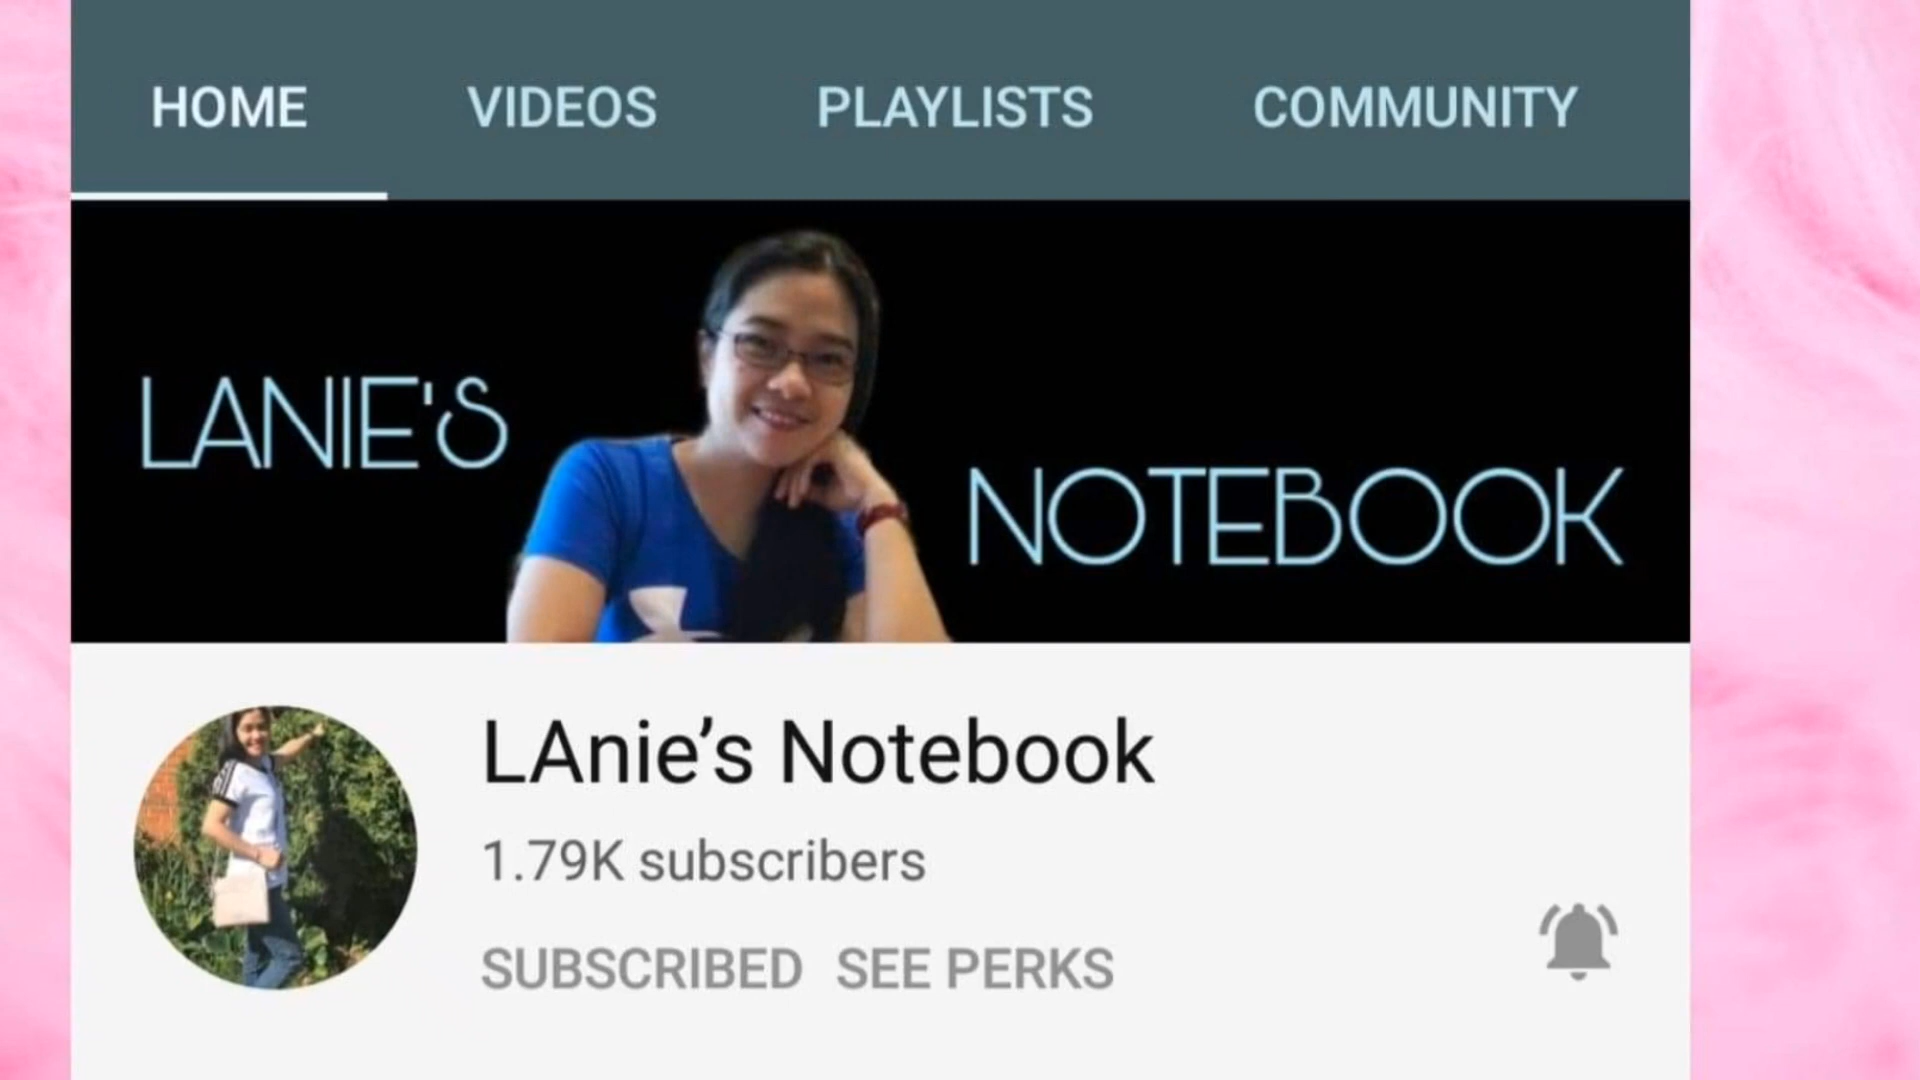 HOME VIDEOS PLAYLISTS COMMUNITY
LANIE'S
NOTEBOOK
LAnie’s Notebook
1.79K subscribers
SUBSCRIBED SEE PERKS